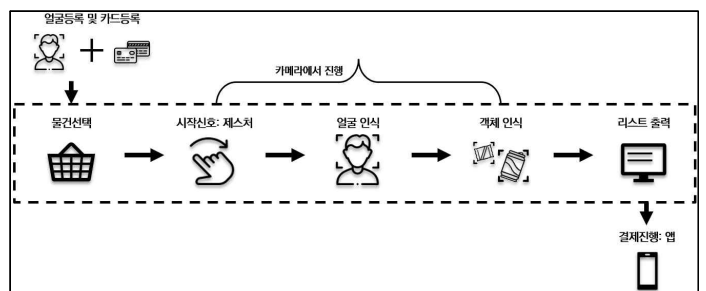 얼굴등록 및 카드등록
카메라에서 진행
물건선택
시작신호: 제스처
얼굴 인식
객체 인식
리스트 출력
결제진행: 앱